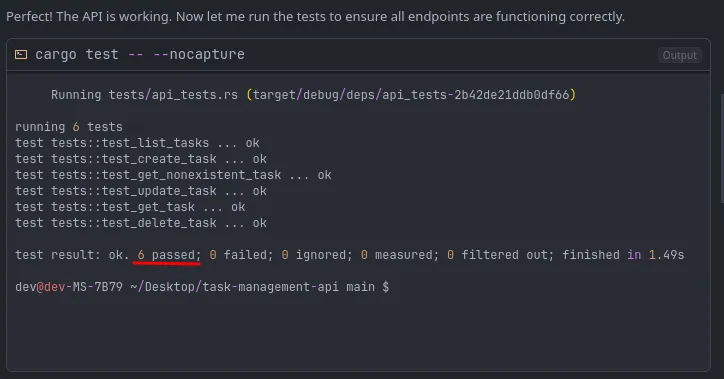 Perfect! The API is working. Now let me run the tests to ensure all endpoints are functioning correctly.
cargo test -- --nocapture
Output
Running tests/api_tests.rs (target/debug/deps/api_tests-2b42de21ddb0df66)
running 6 tests
test tests::test_list_tasks ... ok
test tests::test_create_task ... ok
test tests::test_get_nonexistent_task ... ok
test tests::test_update_task ... ok
test tests::test_get_task ... ok
test tests::test_delete_task ... ok
test result: ok. 6 passed; 0 failed; 0 ignored; 0 measured; 0 filtered out; finished in 1.49s
dev@dev-MS-7B79 ~/Desktop/task-management-api main $